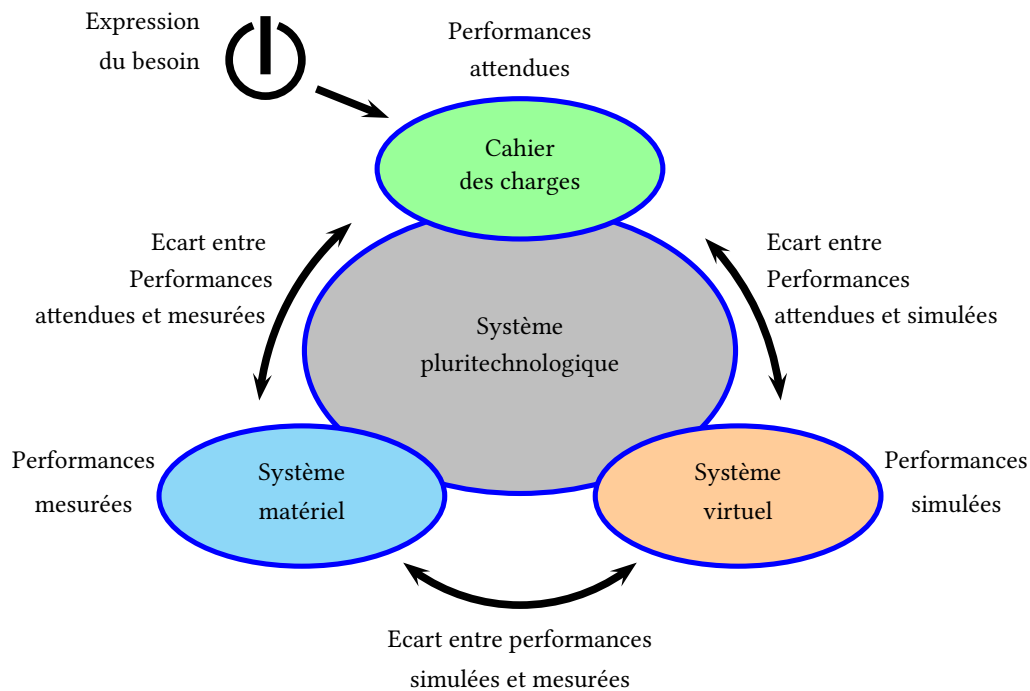 Expression
du besoin
Performances
attendues
Cahier
des charges
Ecart entre
Performances
attendues et mesurées
Ecart entre
Performances
attendues et simulées
Système
pluritechnologique
Performances
mesurées
Système
matériel
Système
virtuel
Performances
simulées
Ecart entre performances
simulées et mesurées